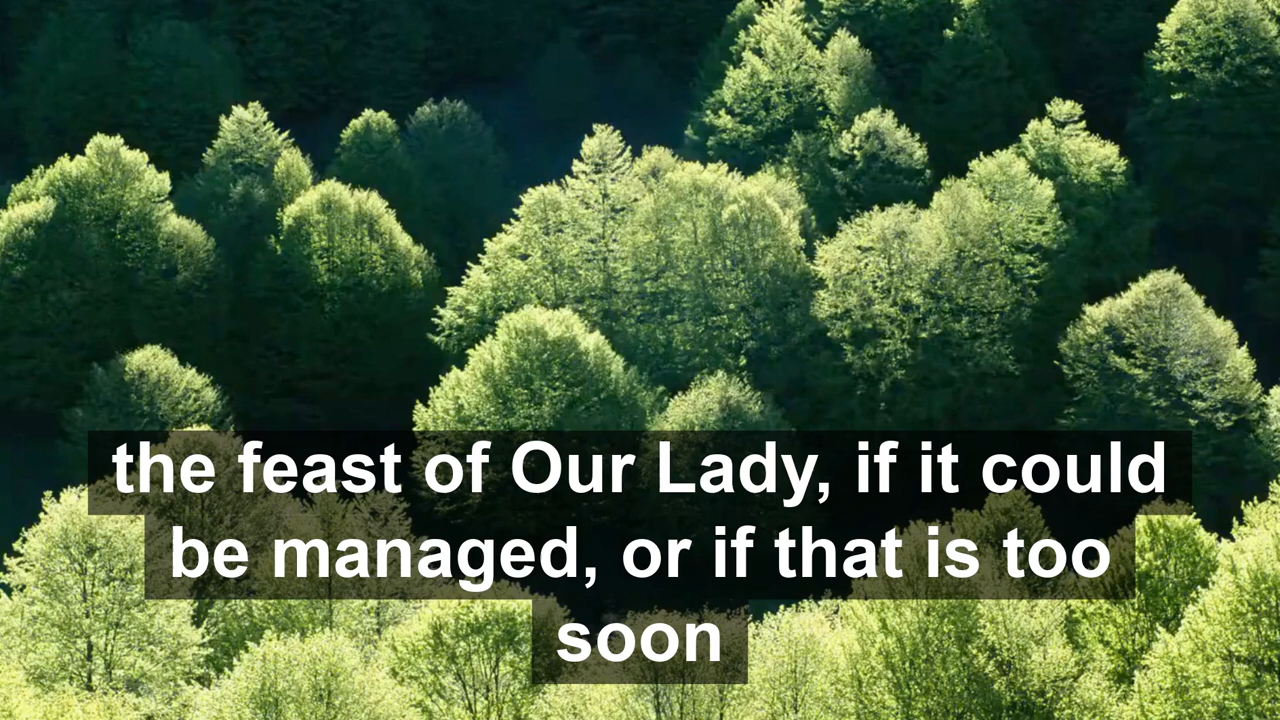 the feast of Our Lady, if it could
be managed, or if that is too
soon